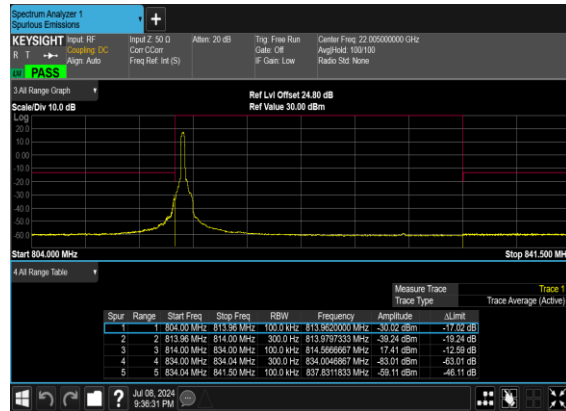 Spectrum Analyzer 1
Spurious Emissions
KEYSIGHT Input: RF Input Z: 50 Ω Atten: 20 dB Trig: Free Run Center Freq: 22.005000000 GHz
R T Coupling: DC Corr CCorr Gate: Off Avg|Hold: 100/100
Align: Auto Freq Ref: Int (S) IF Gain: Low Radio Std: None
PASS
3 All Range Graph
Ref Lvl Offset 24.80 dB
Scale/Div 10.0 dB Ref Value 30.00 dBm
Log
20.0
10.0
0.00
-10.0
-20.0
-30.0
-40.0
-50.0
-60.0
Start 804.000 MHz Stop 841.500 MH
4 All Range Table
Measure Trace Trace 1
Trace Type Trace Average (Active)
Spur Range Start Freq Stop Freq RBW Frequency Amplitude ΔLimit
1 1 804.00 MHz 813.96 MHz 100.0 kHz 813.9620000 MHz -30.02 dBm -17.02 dB
2 2 813.96 MHz 814.00 MHz 300.0 Hz 813.9797333 MHz -39.24 dBm -19.24 dB
3 3 814.00 MHz 834.00 MHz 100.0 kHz 814.5666667 MHz 17.41 dBm -12.59 dB
4 4 834.00 MHz 834.04 MHz 300.0 Hz 834.0046867 MHz -83.01 dBm -63.01 dB
5 5 834.04 MHz 841.50 MHz 100.0 kHz 837.8311833 MHz -59.11 dBm -46.11 dB
Jul 08, 2024
9:36:31 PM